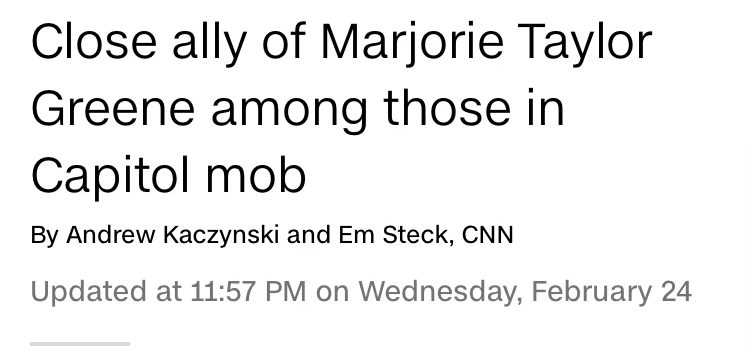 Close ally of Marjorie Taylor
Greene among those in
Capitol mob
By Andrew Kaczynski and Em Steck, CNN
Updated at 11:57 PM on Wednesday, February 24